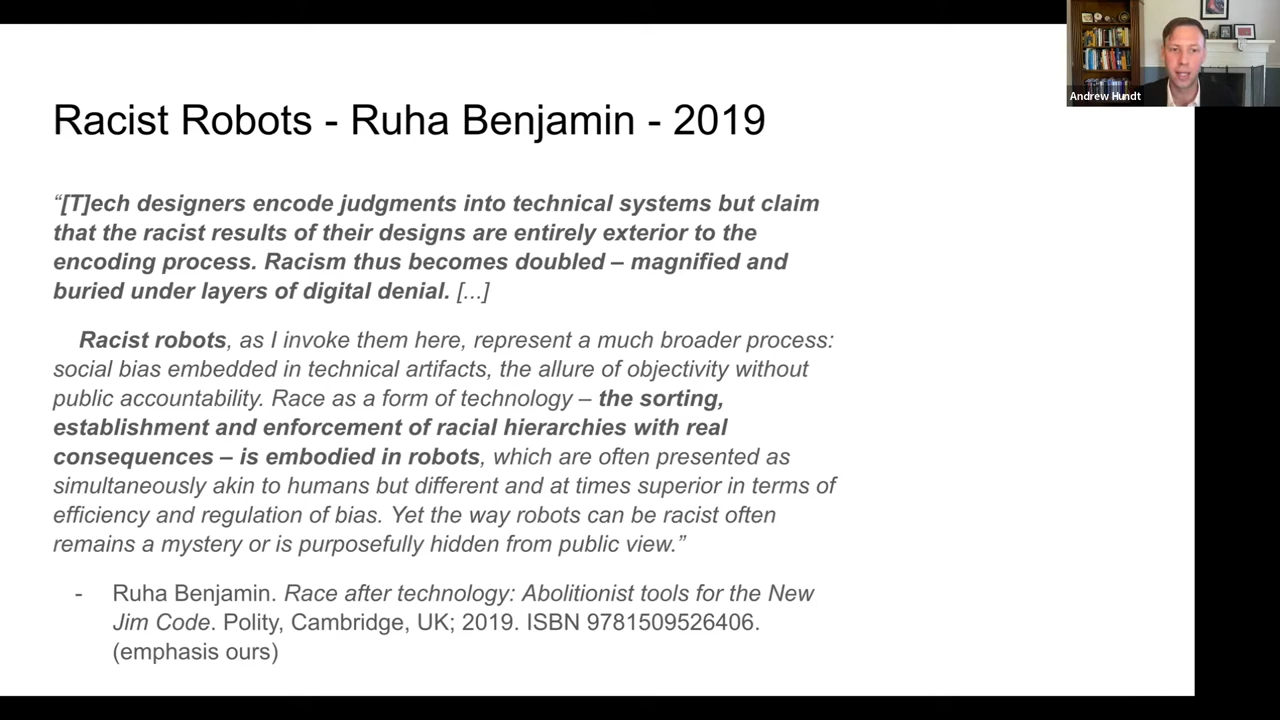 Andrew Hundt
Racist Robots - Ruha Benjamin - 2019
“[T]ech designers encode judgments into technical systems but claim
that the racist results of their designs are entirely exterior to the
encoding process. Racism thus becomes doubled – magnified and
buried under layers of digital denial. [...]
Racist robots, as I invoke them here, represent a much broader process:
social bias embedded in technical artifacts, the allure of objectivity without
public accountability. Race as a form of technology – the sorting,
establishment and enforcement of racial hierarchies with real
consequences – is embodied in robots, which are often presented as
simultaneously akin to humans but different and at times superior in terms of
efficiency and regulation of bias. Yet the way robots can be racist often
remains a mystery or is purposefully hidden from public view.”
- Ruha Benjamin. Race after technology: Abolitionist tools for the New
Jim Code. Polity, Cambridge, UK; 2019. ISBN 9781509526406.
(emphasis ours)